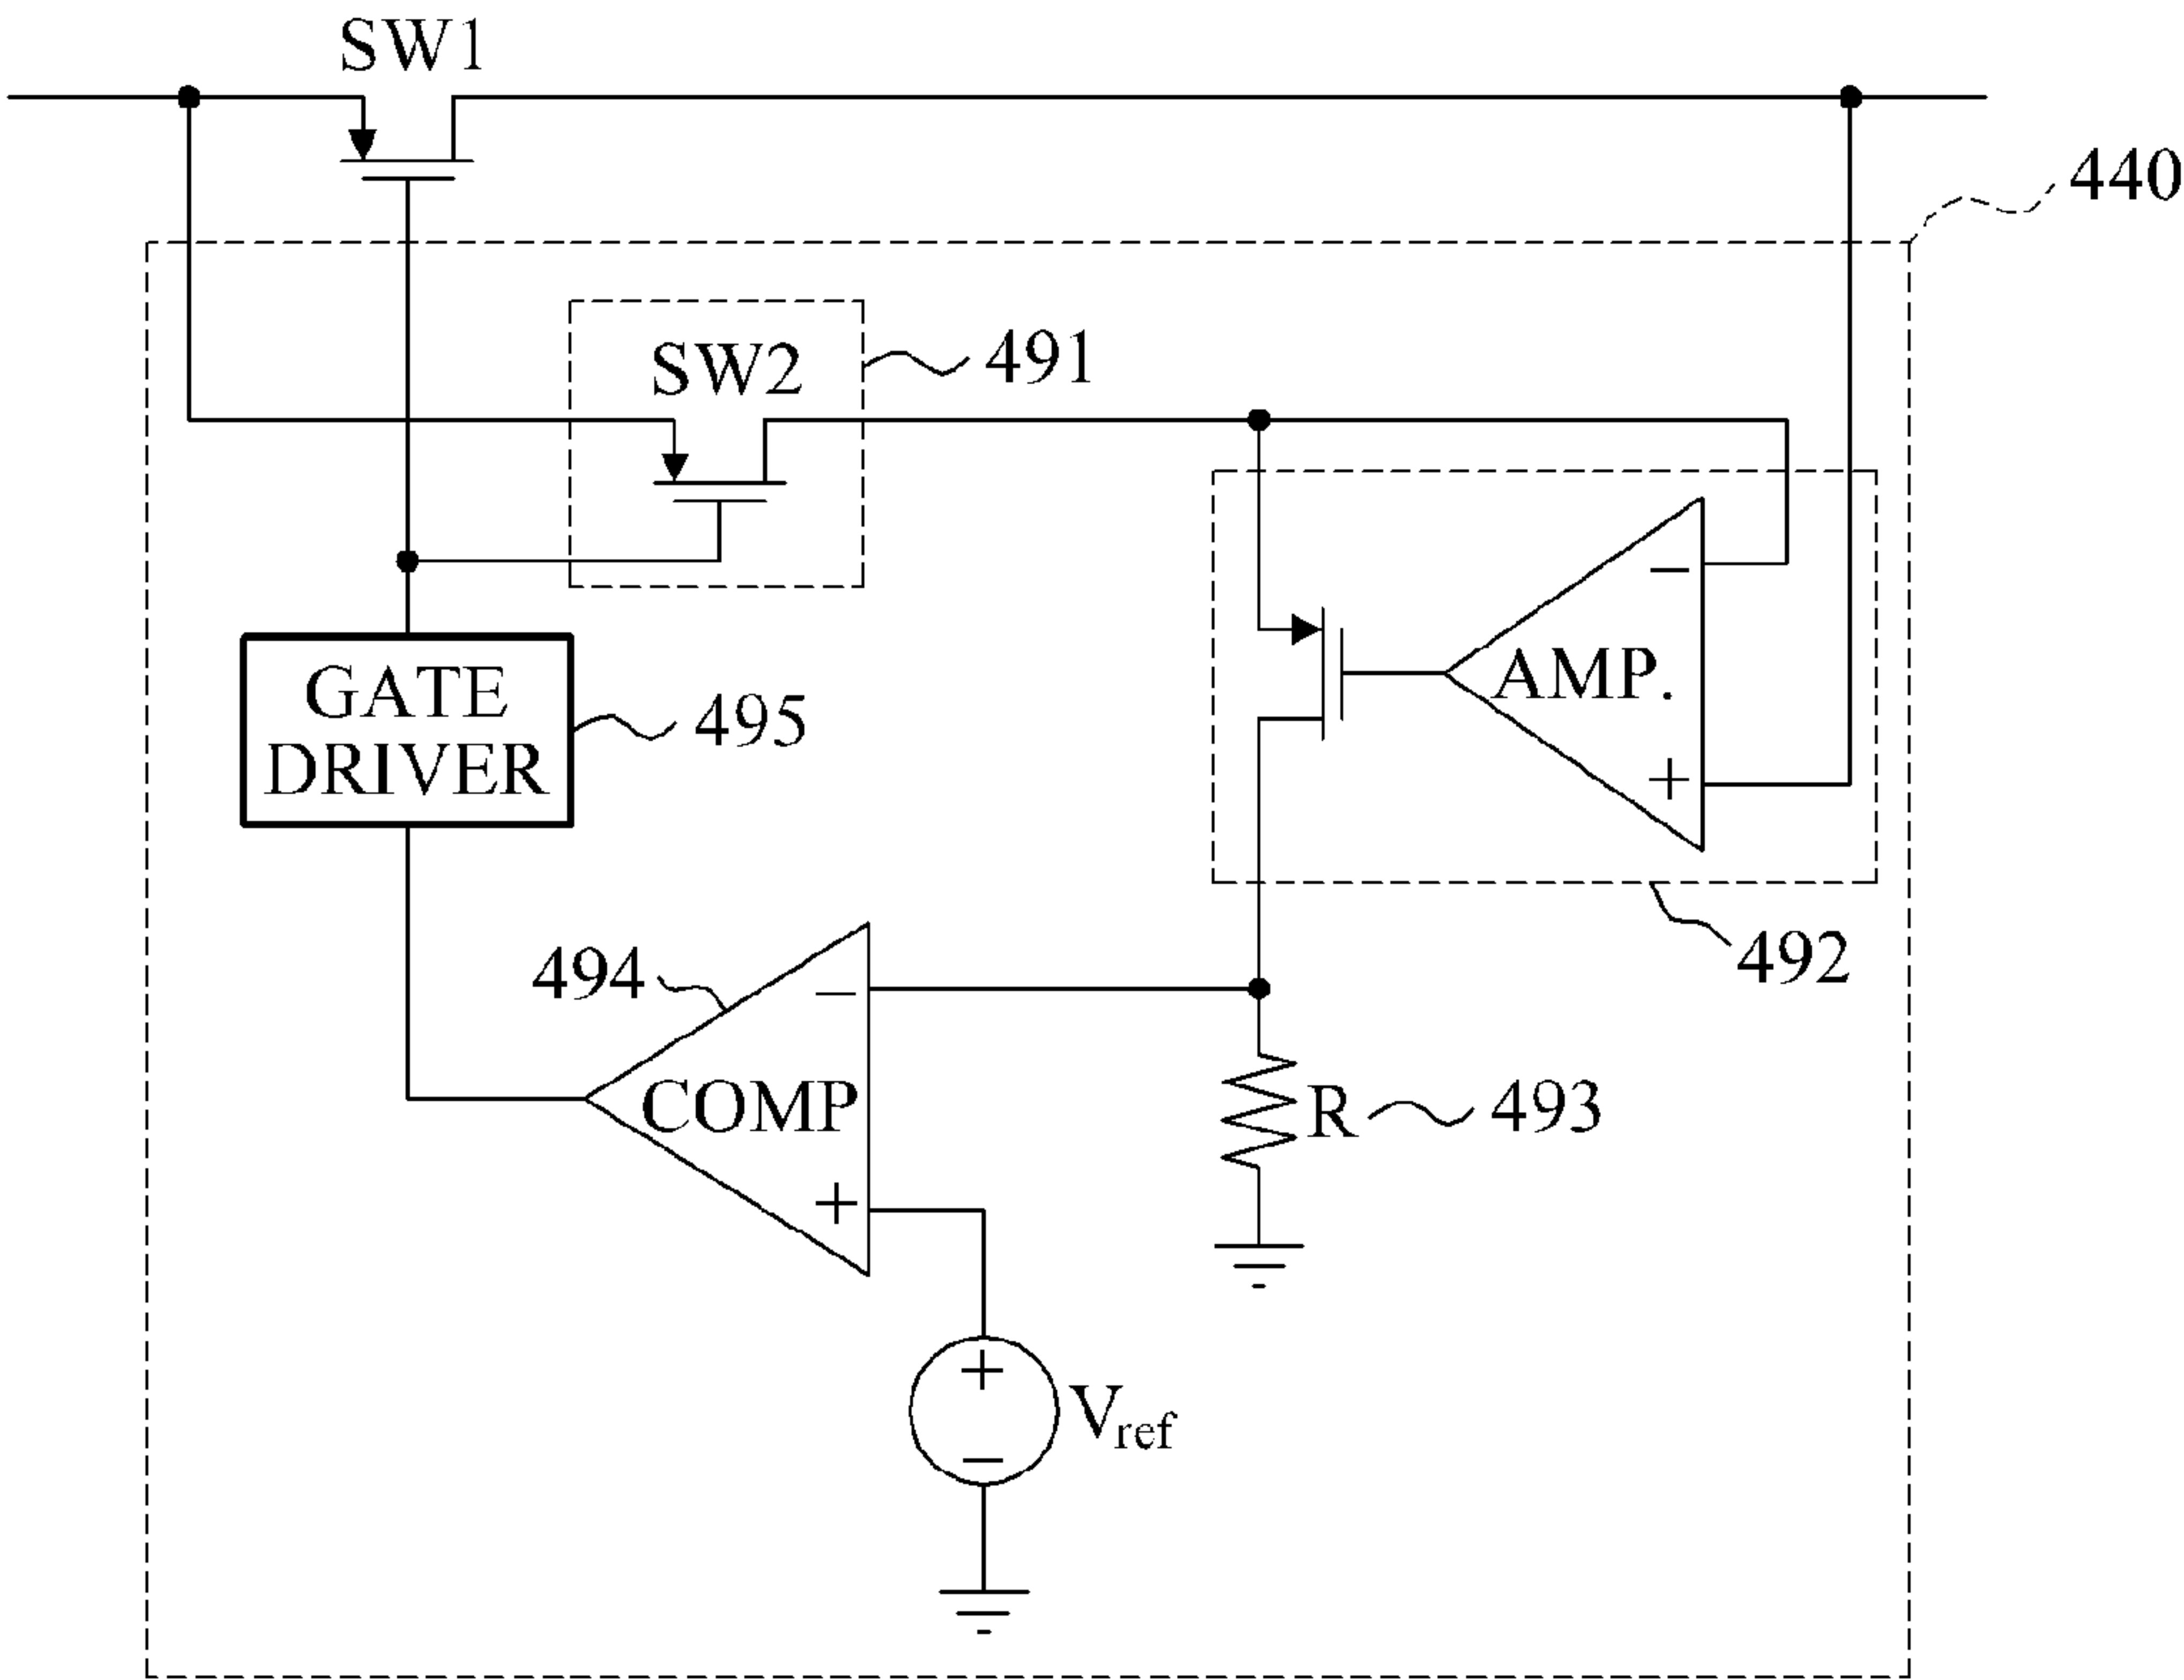 SW1
440
SW2
491
GATE
DRIVER
495
−
AMP.
+
492
494
−
COMP
+
R
493
+
−
Vref